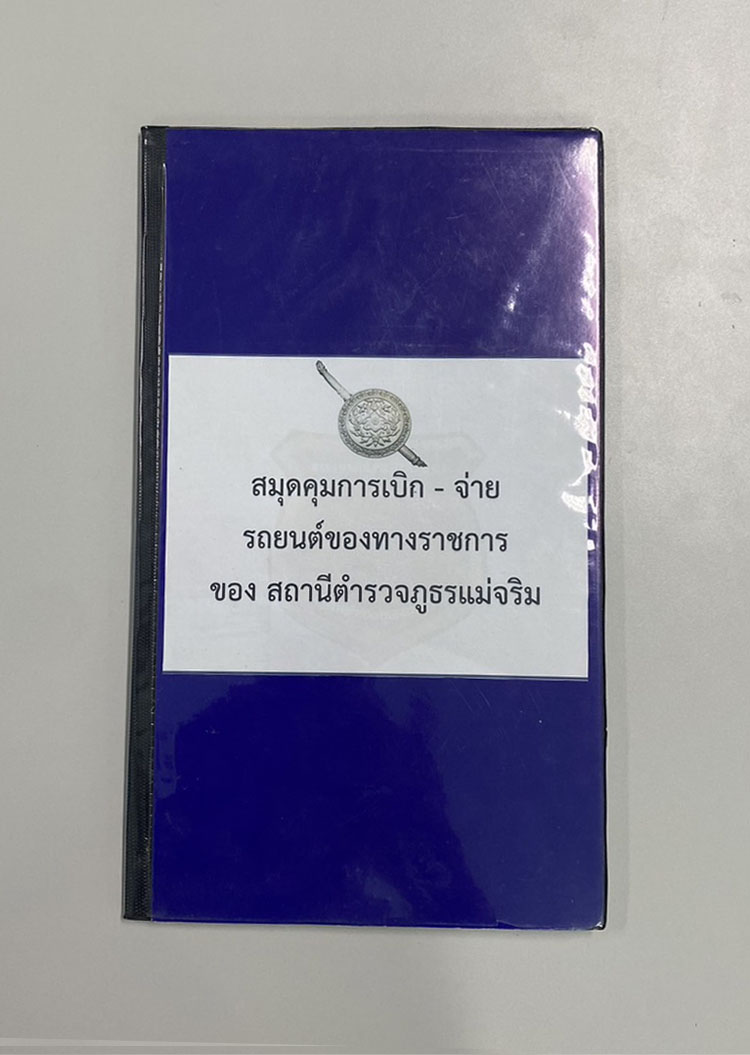 สมุดคุมการเบิก - จ่าย
รถยนต์ของทางราชการ
ของ สถานีตำรวจภูธรแม่จริม